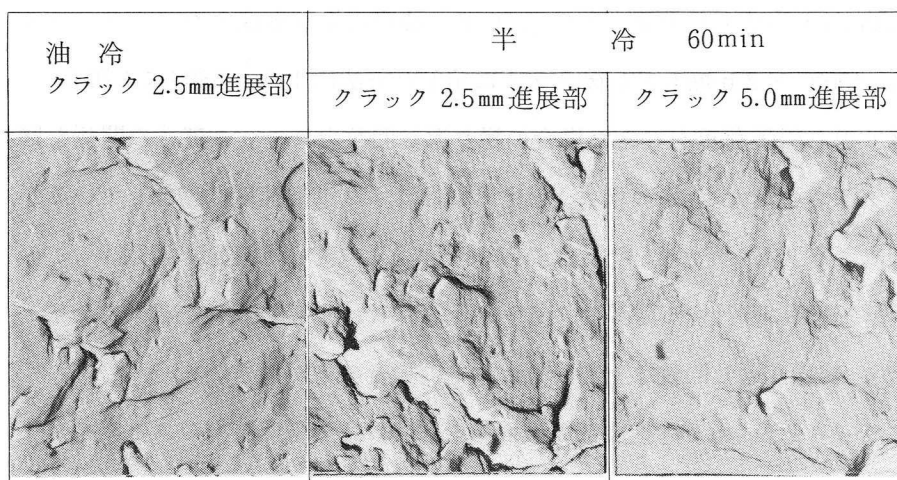 油 冷
クラック 2.5mm進展部
半 冷 60min
クラック 2.5mm進展部
クラック 5.0mm進展部